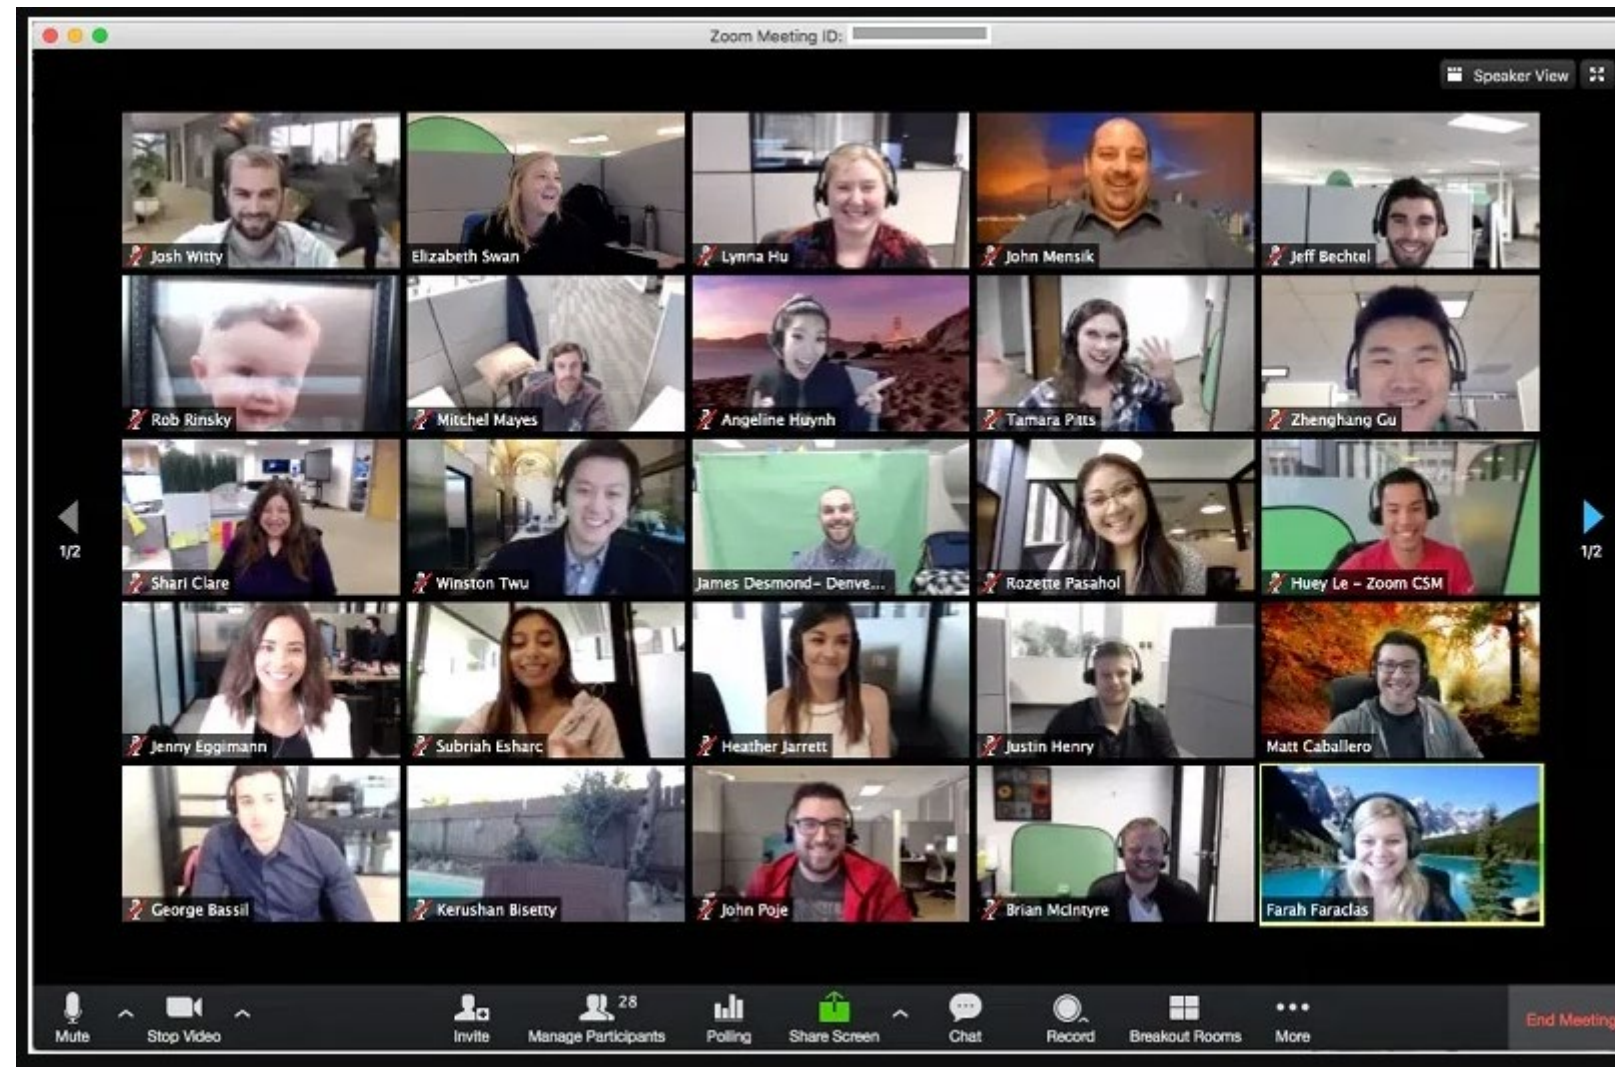 Zoom Meeting ID:
Speaker View
Josh Witty
Elizabeth Swan
Lynna Hu
John Mensik
Jeff Bechtel
Rob Rinsky
Mitchel Mayes
Angeline Huynh
Tamara Pitts
Zhenghang Gu
Shari Clare
Winston Twu
James Desmond– Denve...
Rozette Pasahol
Huey Le – Zoom CSM
1/2
1/2
Jenny Eggimann
Subriah Esharc
Heather Jarrett
Justin Henry
Matt Caballero
George Bassil
Kerushan Bisetty
John Poje
Brian McIntyre
Farah Faraclas
Mute
Stop Video
Invite
28
Manage Participants
Polling
Share Screen
Chat
Record
Breakout Rooms
More
End Meeting